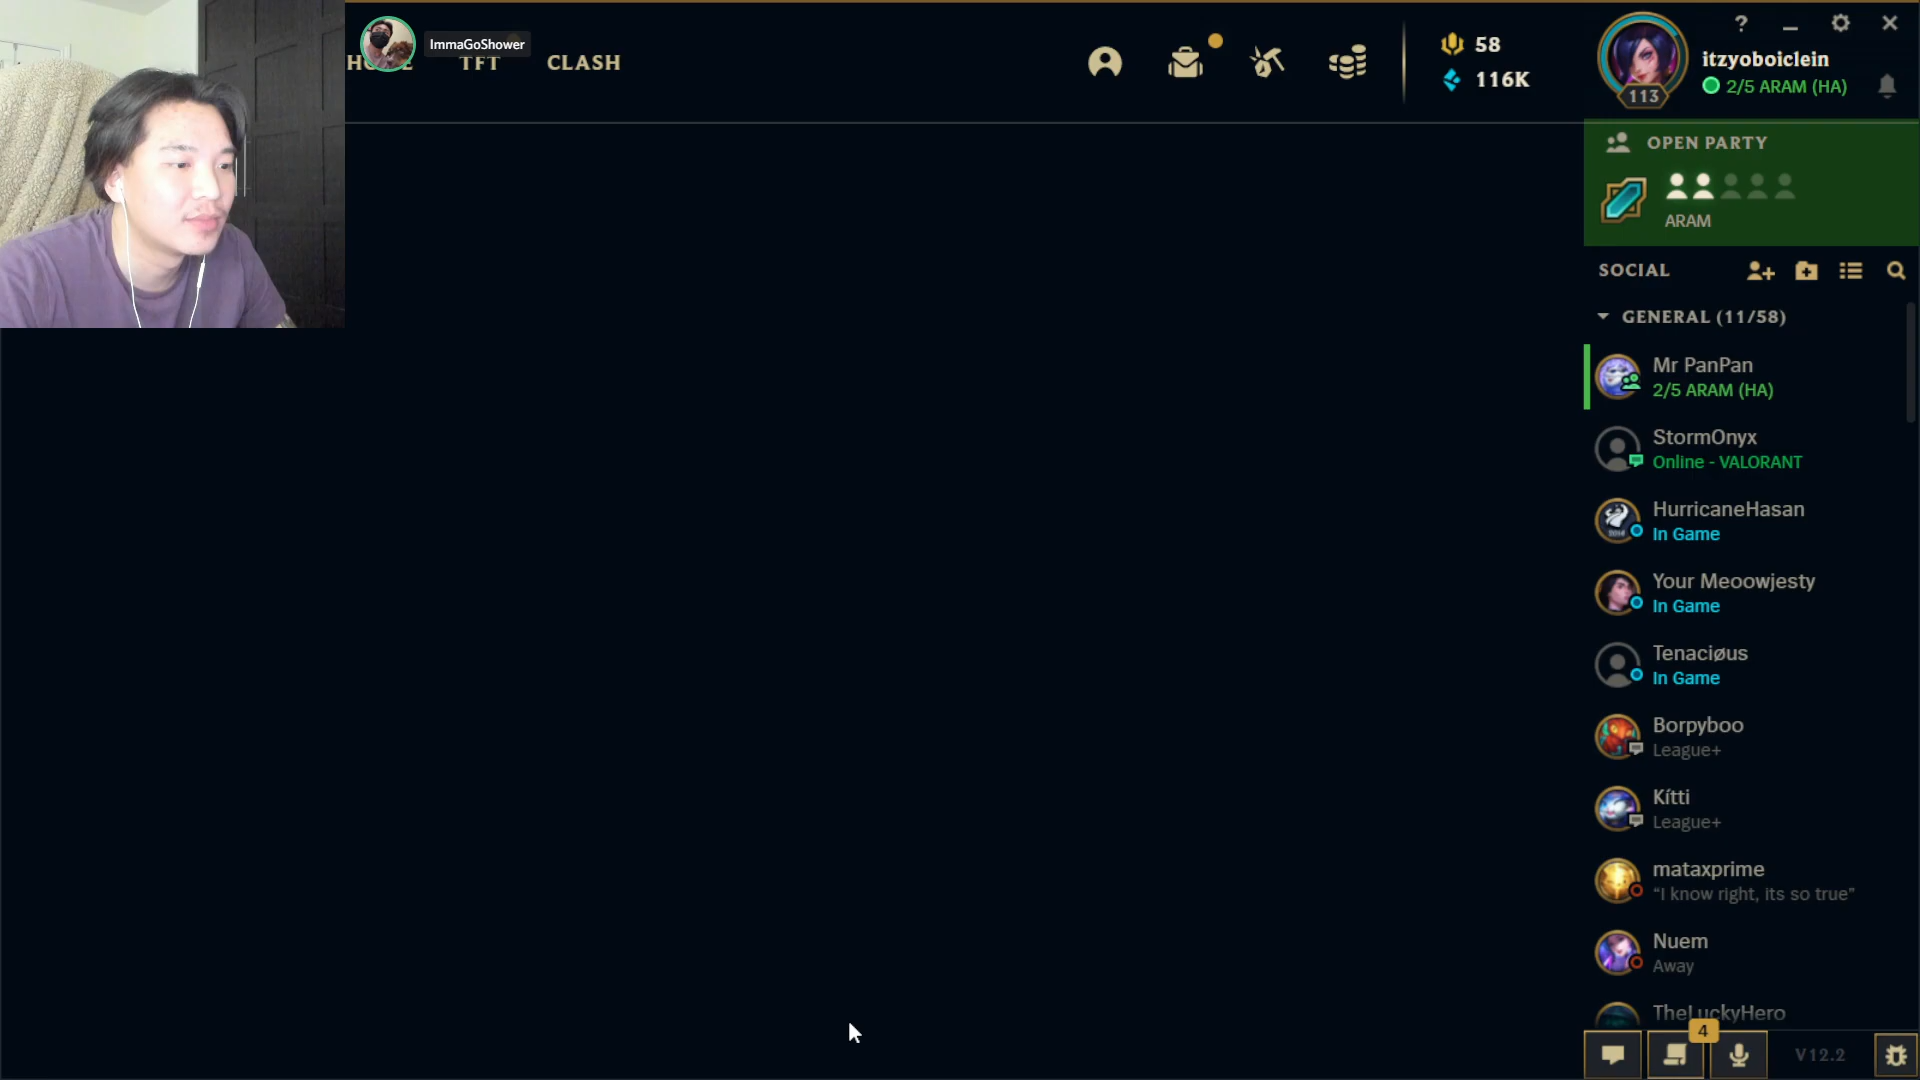 ImmaGoShower
HOME
TFT
CLASH
58
116K
?
itzyoboiclein
2/5 ARAM (HA)
113
OPEN PARTY
ARAM
SOCIAL
GENERAL (11/58)
Mr PanPan
2/5 ARAM (HA)
StormOnyx
Online - VALORANT
HurricaneHasan
In Game
Your Meoowjesty
In Game
Tenaciøus
In Game
Borpyboo
League+
Kítti
League+
mataxprime
“I know right, its so true”
Nuem
Away
TheLuckyHero
4
V12.2